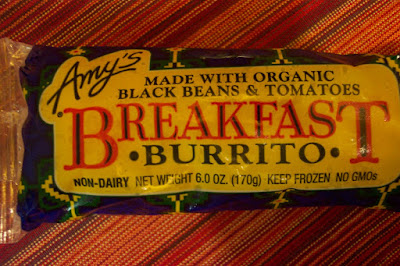 Amy's
MADE WITH ORGANIC
BLACK BEANS & TOMATOES
BREAKFAST
• BURRITO •
NON-DAIRY NET WEIGHT 6.0 OZ. (170g) KEEP FROZEN NO GMOs